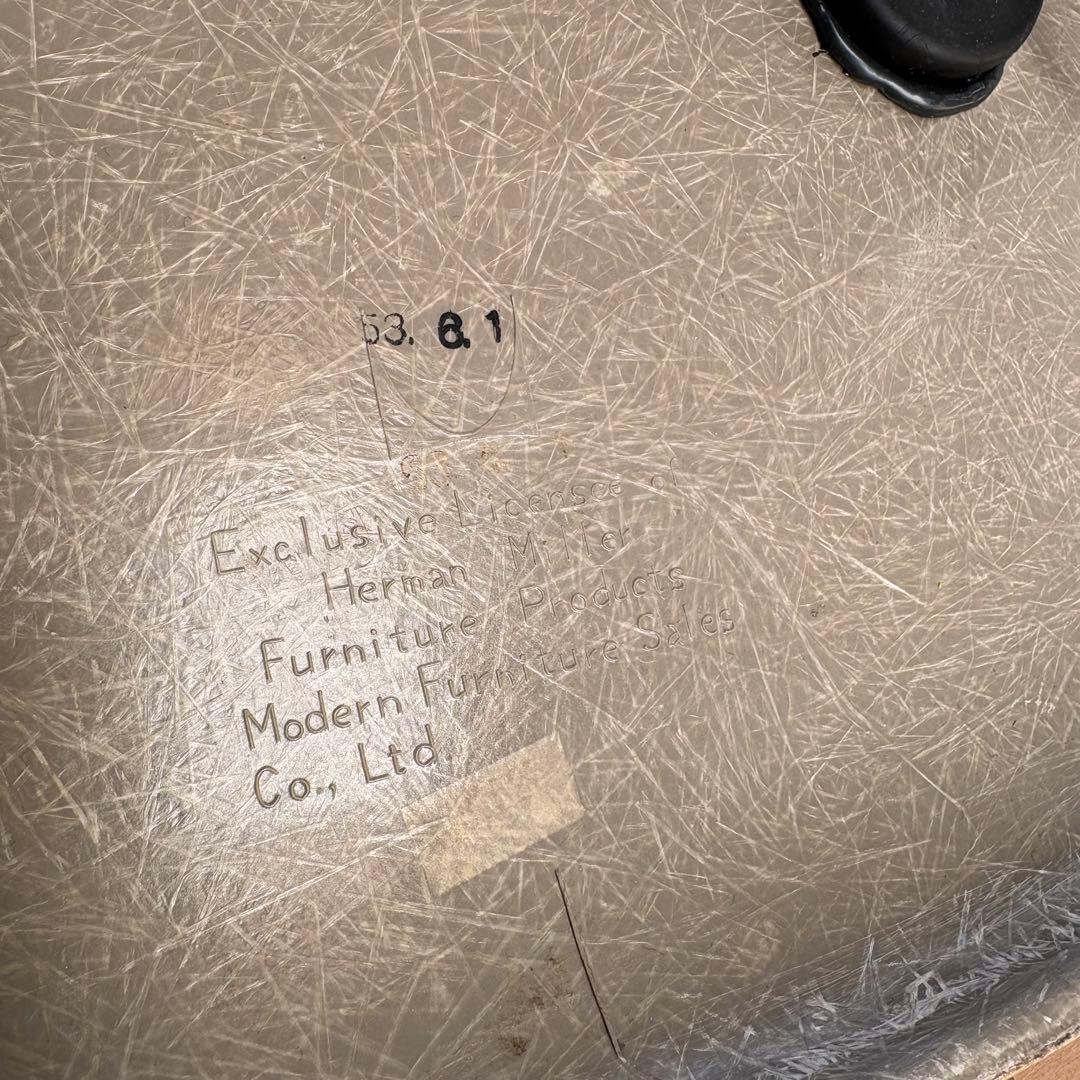 53. 6. 1
Exclusive Licensee of
Herman Miller
Furniture Products
Modern Furniture Sales
Co., Ltd.